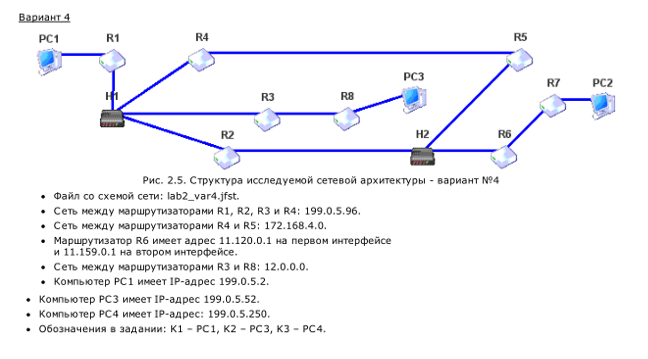 Вариант 4
PC1 R1 R4 R5
PC3 R7 PC2
H1 R3 R8
R2 H2 R6
Рис. 2.5. Структура исследуемой сетевой архитектуры - вариант №4
• Файл со схемой сети: lab2_var4.jfst.
• Сеть между маршрутизаторами R1, R2, R3 и R4: 199.0.5.96.
• Сеть между маршрутизаторами R4 и R5: 172.168.4.0.
• Маршрутизатор R6 имеет адрес 11.120.0.1 на первом интерфейсе
и 11.159.0.1 на втором интерфейсе.
• Сеть между маршрутизаторами R3 и R8: 12.0.0.0.
• Компьютер PC1 имеет IP-адрес 199.0.5.2.
• Компьютер PC3 имеет IP-адрес 199.0.5.52.
• Компьютер PC4 имеет IP-адрес: 199.0.5.250.
• Обозначения в задании: K1 – PC1, K2 – PC3, K3 – PC4.